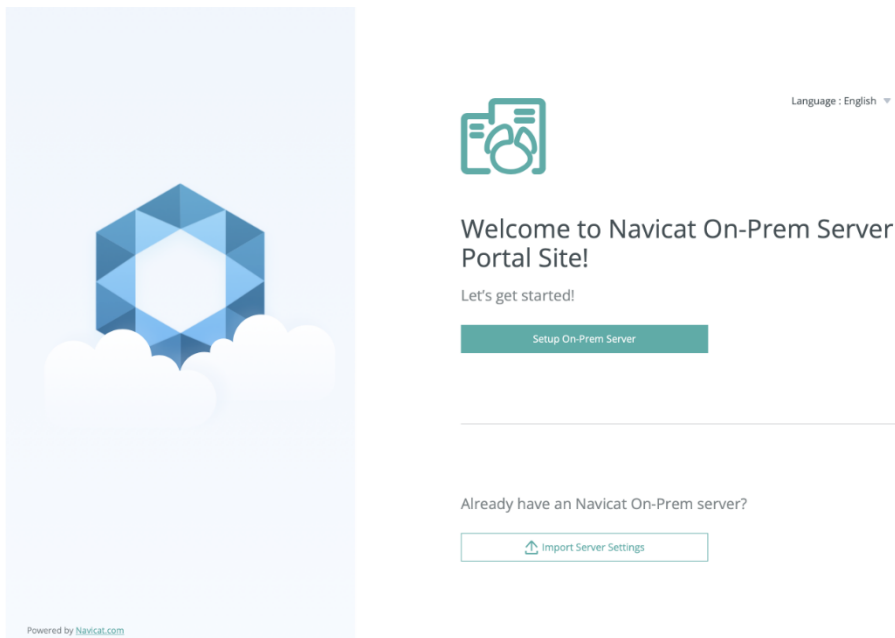 Language : English
Welcome to Navicat On-Prem Server
Portal Site!
Let's get started!
Setup On-Prem Server
Already have an Navicat On-Prem server?
Import Server Settings
Powered by Navicat.com